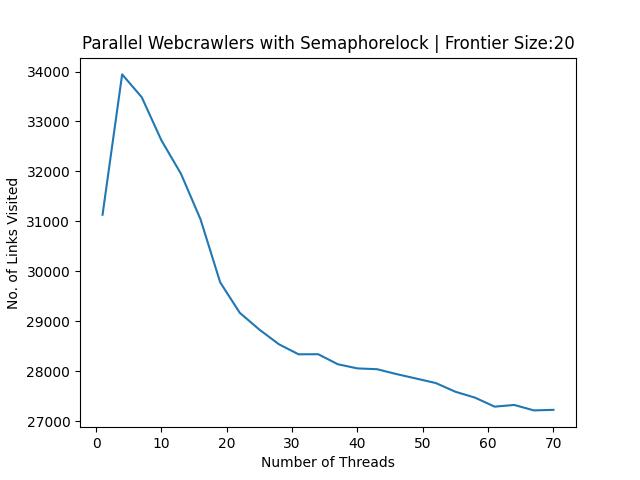 Parallel Webcrawlers with Semaphorelock | Frontier Size:20
34000
33000
32000
31000
30000
29000
28000
27000
No. of Links Visited
0 10 20 30 40 50 60 70
Number of Threads